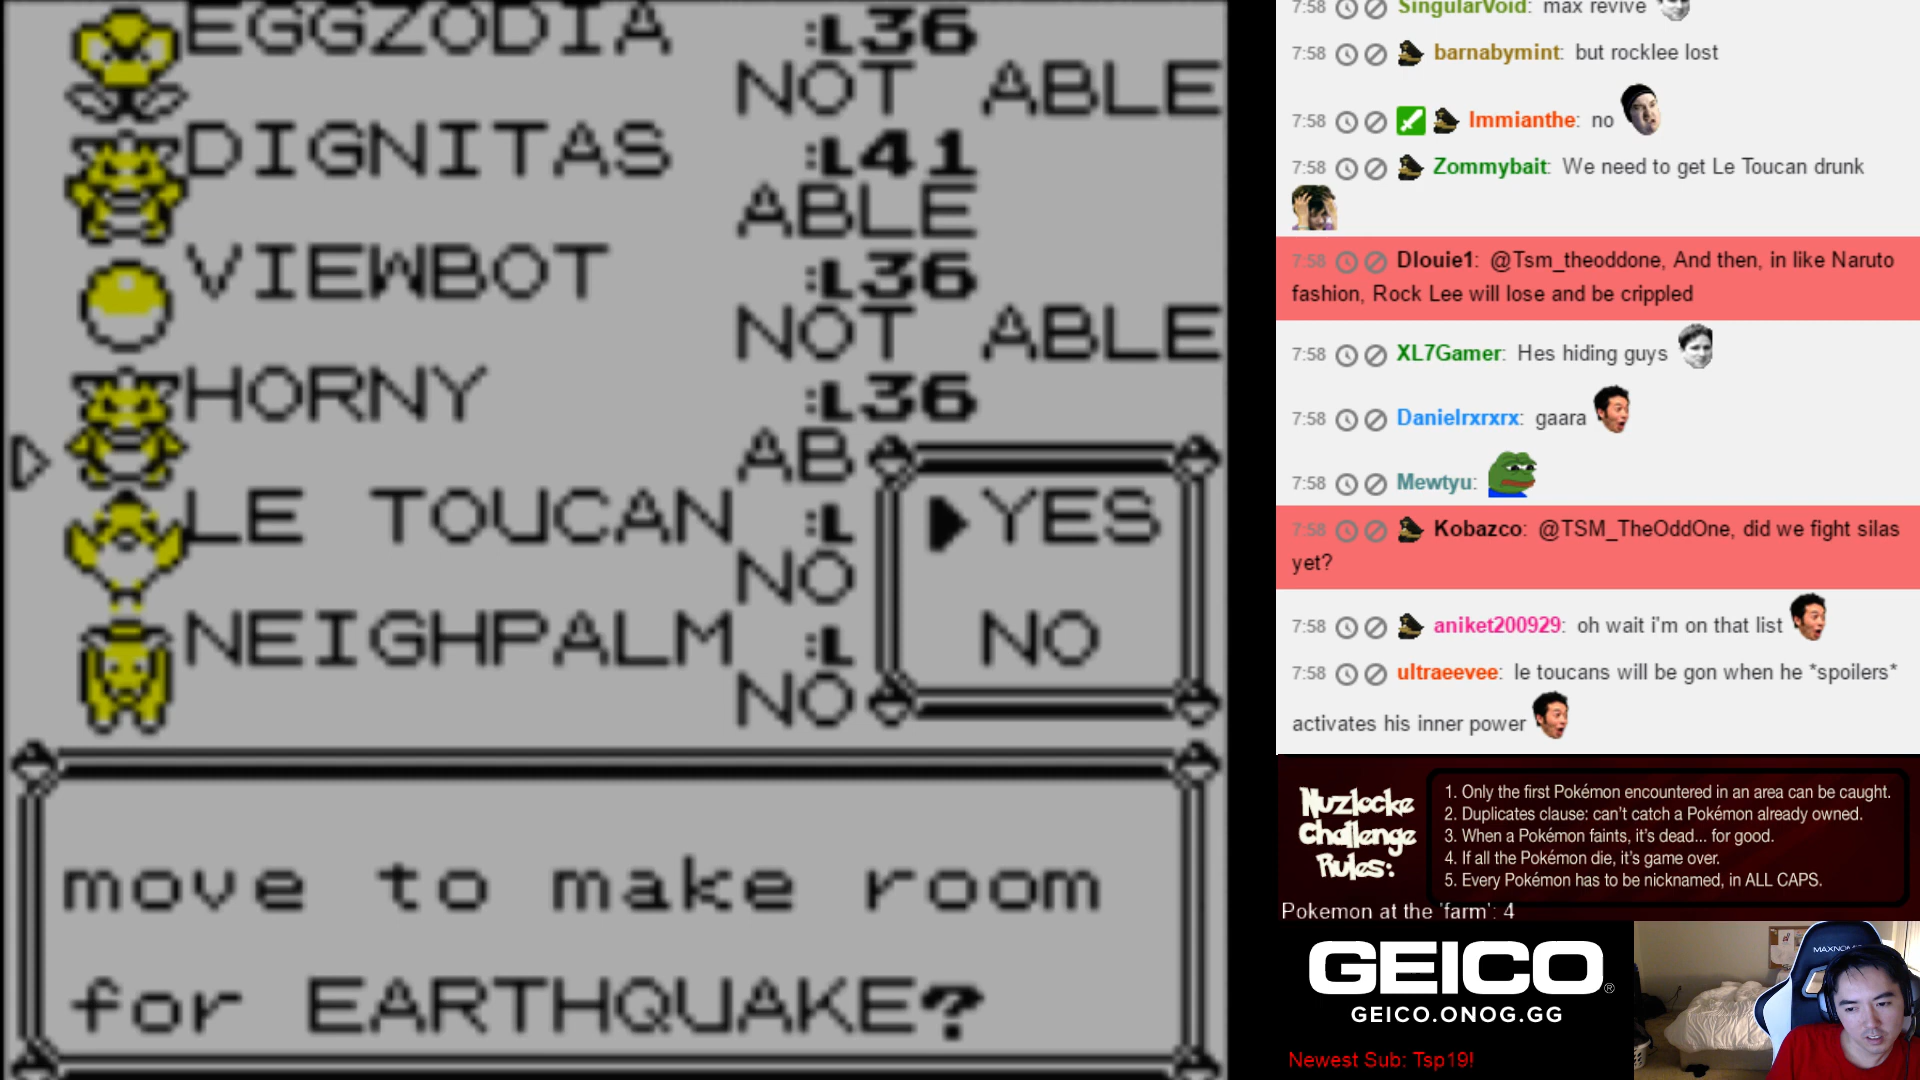 EGGZODIA :L36
NOT ABLE
DIGNITAS :L41
ABLE
VIEWBOT :L36
NOT ABLE
HORNY :L36
AB
LE TOUCAN :L
NO
NEIGHPALM :L
NO
YES
NO
move to make room
for EARTHQUAKE?
7:58 SingularVoid: max revive
7:58 barnabymint: but rocklee lost
7:58 Immianthe: no
7:58 Zommybait: We need to get Le Toucan drunk
7:58 Dlouie1: @Tsm_theoddone, And then, in like Naruto
fashion, Rock Lee will lose and be crippled
7:58 XL7Gamer: Hes hiding guys
7:58 Danielrxrxrx: gaara
7:58 Mewtyu:
7:58 Kobazco: @TSM_TheOddOne, did we fight silas
yet?
7:58 aniket200929: oh wait i'm on that list
7:58 ultraeevee: le toucans will be gon when he *spoilers*
activates his inner power
Nuzlocke
Challenge
Rules:
1. Only the first Pokémon encountered in an area can be caught.
2. Duplicates clause: can't catch a Pokémon already owned.
3. When a Pokémon faints, it's dead... for good.
4. If all the Pokémon die, it's game over.
5. Every Pokémon has to be nicknamed, in ALL CAPS.
Pokemon at the 'farm': 4
GEICO®
GEICO.ONOG.GG
Newest Sub: Tsp19!